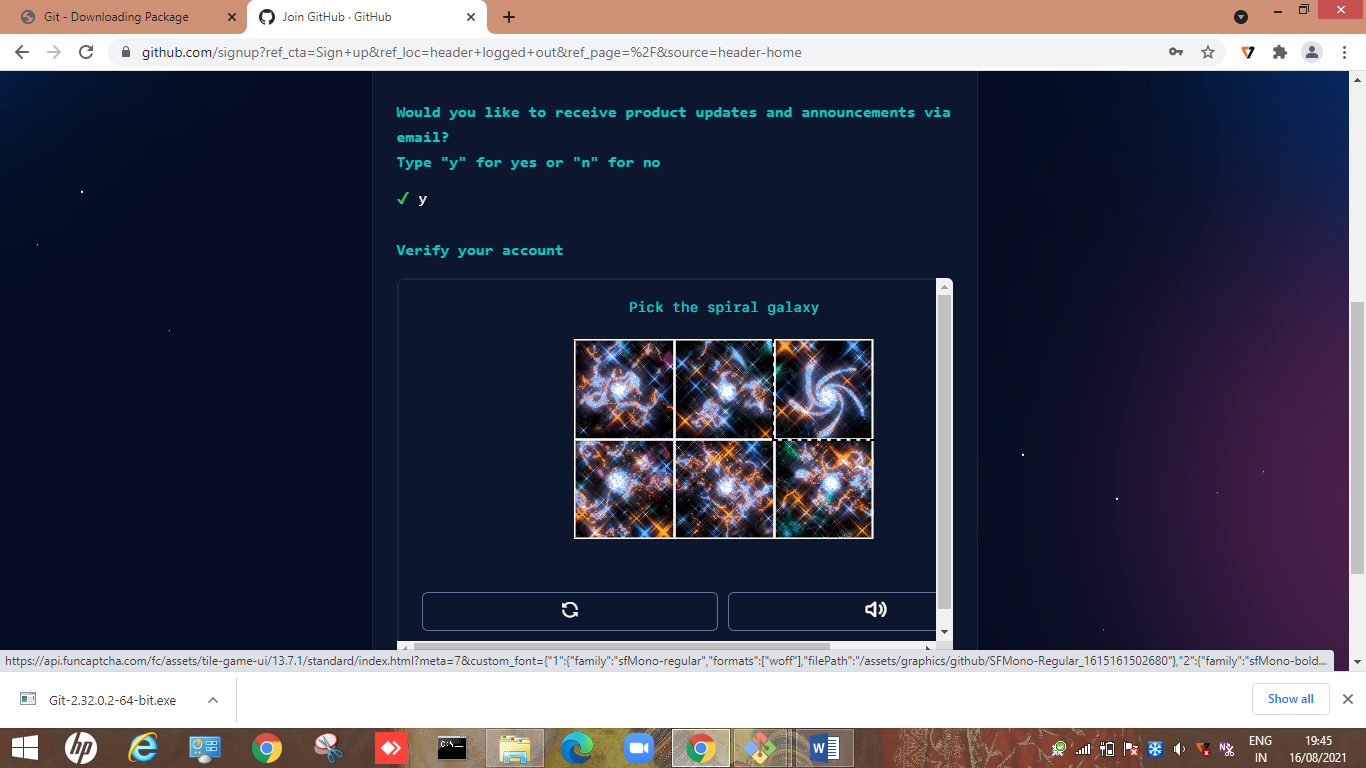 Git - Downloading Package
Join GitHub · GitHub
github.com/signup?ref_cta=Sign+up&ref_loc=header+logged+out&ref_page=%2F&source=header-home
Would you like to receive product updates and announcements via
email?
Type "y" for yes or "n" for no
✓ y
Verify your account
Pick the spiral galaxy
https://api.funcaptcha.com/fc/assets/tile-game-ui/13.7.1/standard/index.html?meta=7&custom_font={"1":{"family":"sfMono-regular","formats":["woff"],"filePath":"/assets/graphics/github/SFMono-Regular_1615161502680"},"2":{"family":"sfMono-bold...
Git-2.32.0.2-64-bit.exe
Show all
hp
C:\
W
ENG
IN
19:45
16/08/2021